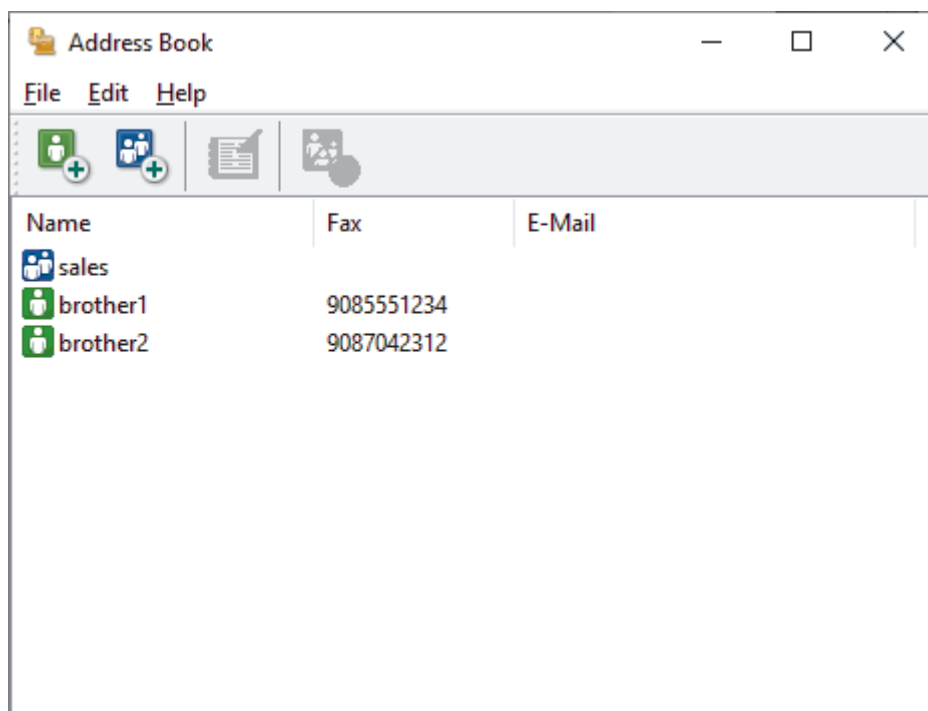 Address Book
File Edit Help
Name Fax E-Mail
sales
brother1 9085551234
brother2 9087042312